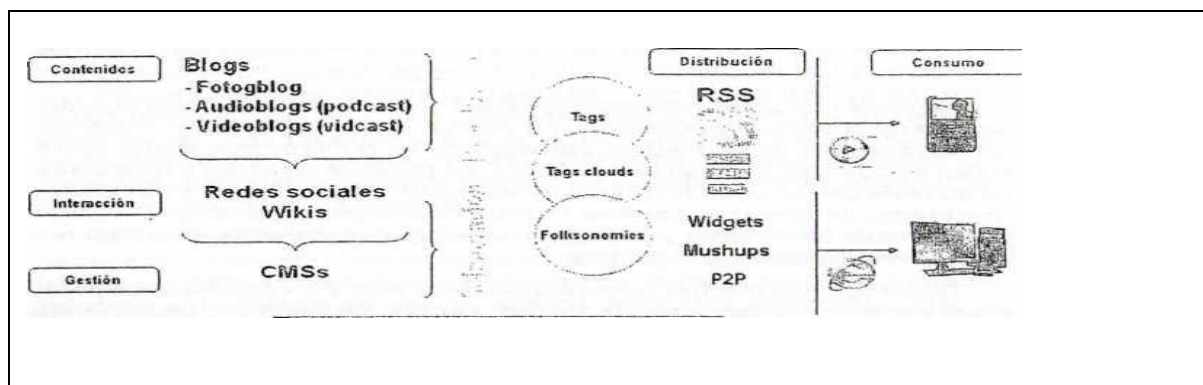 Contenidos
Blogs
- Fotogblog
- Audioblogs (podcast)
- Videoblogs (vidcast)
Interacción
Redes sociales
Wikis
Gestión
CMSs
Tags
Tags clouds
Folksonomies
Distribución
RSS
Widgets
Mushups
P2P
Consumo